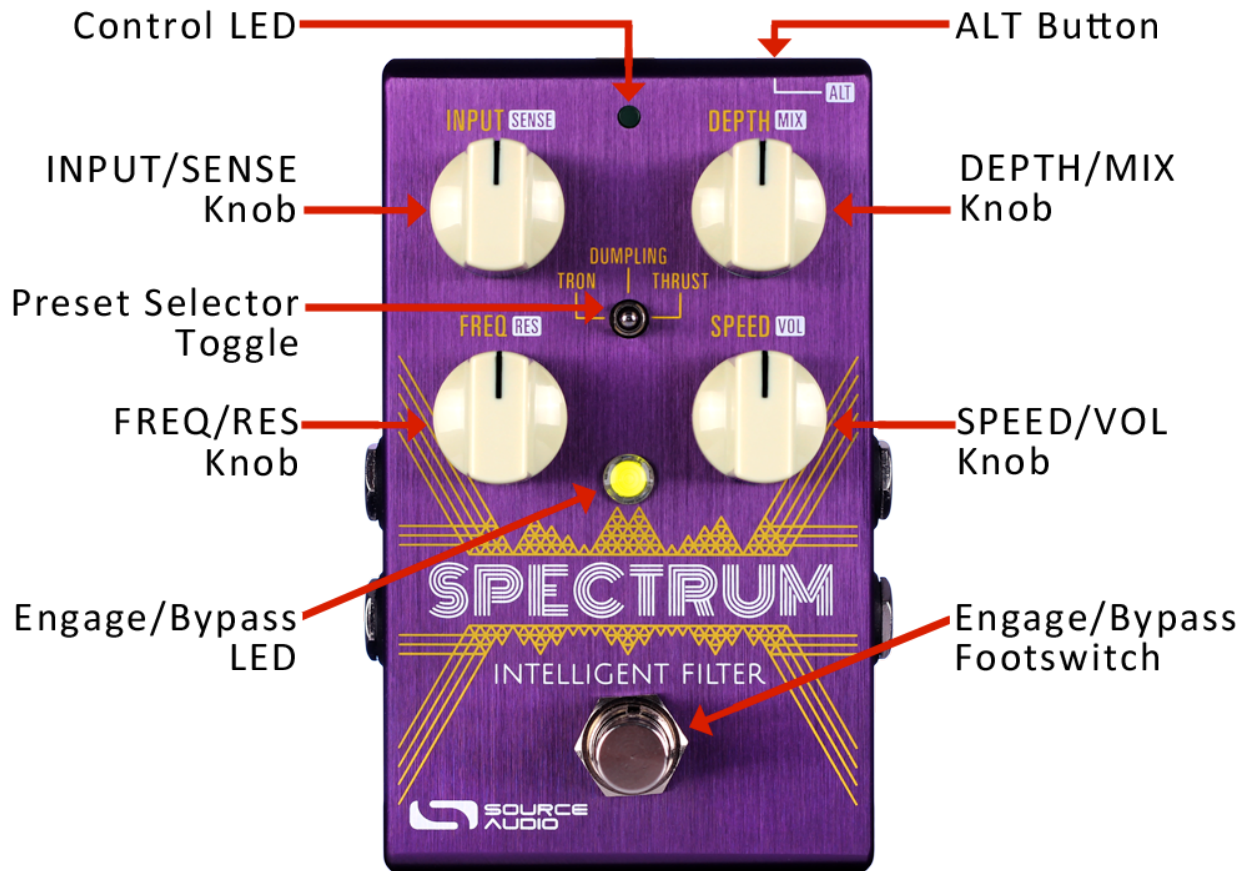 Control LED
ALT Button
ALT
INPUT SENSE
DEPTH MIX
INPUT/SENSE
Knob
DEPTH/MIX
Knob
DUMPLING
TRON
THRUST
Preset Selector
Toggle
FREQ RES
SPEED VOL
FREQ/RES
Knob
SPEED/VOL
Knob
SPECTRUM
Engage/Bypass
LED
Engage/Bypass
Footswitch
INTELLIGENT FILTER
SOURCE
AUDIO